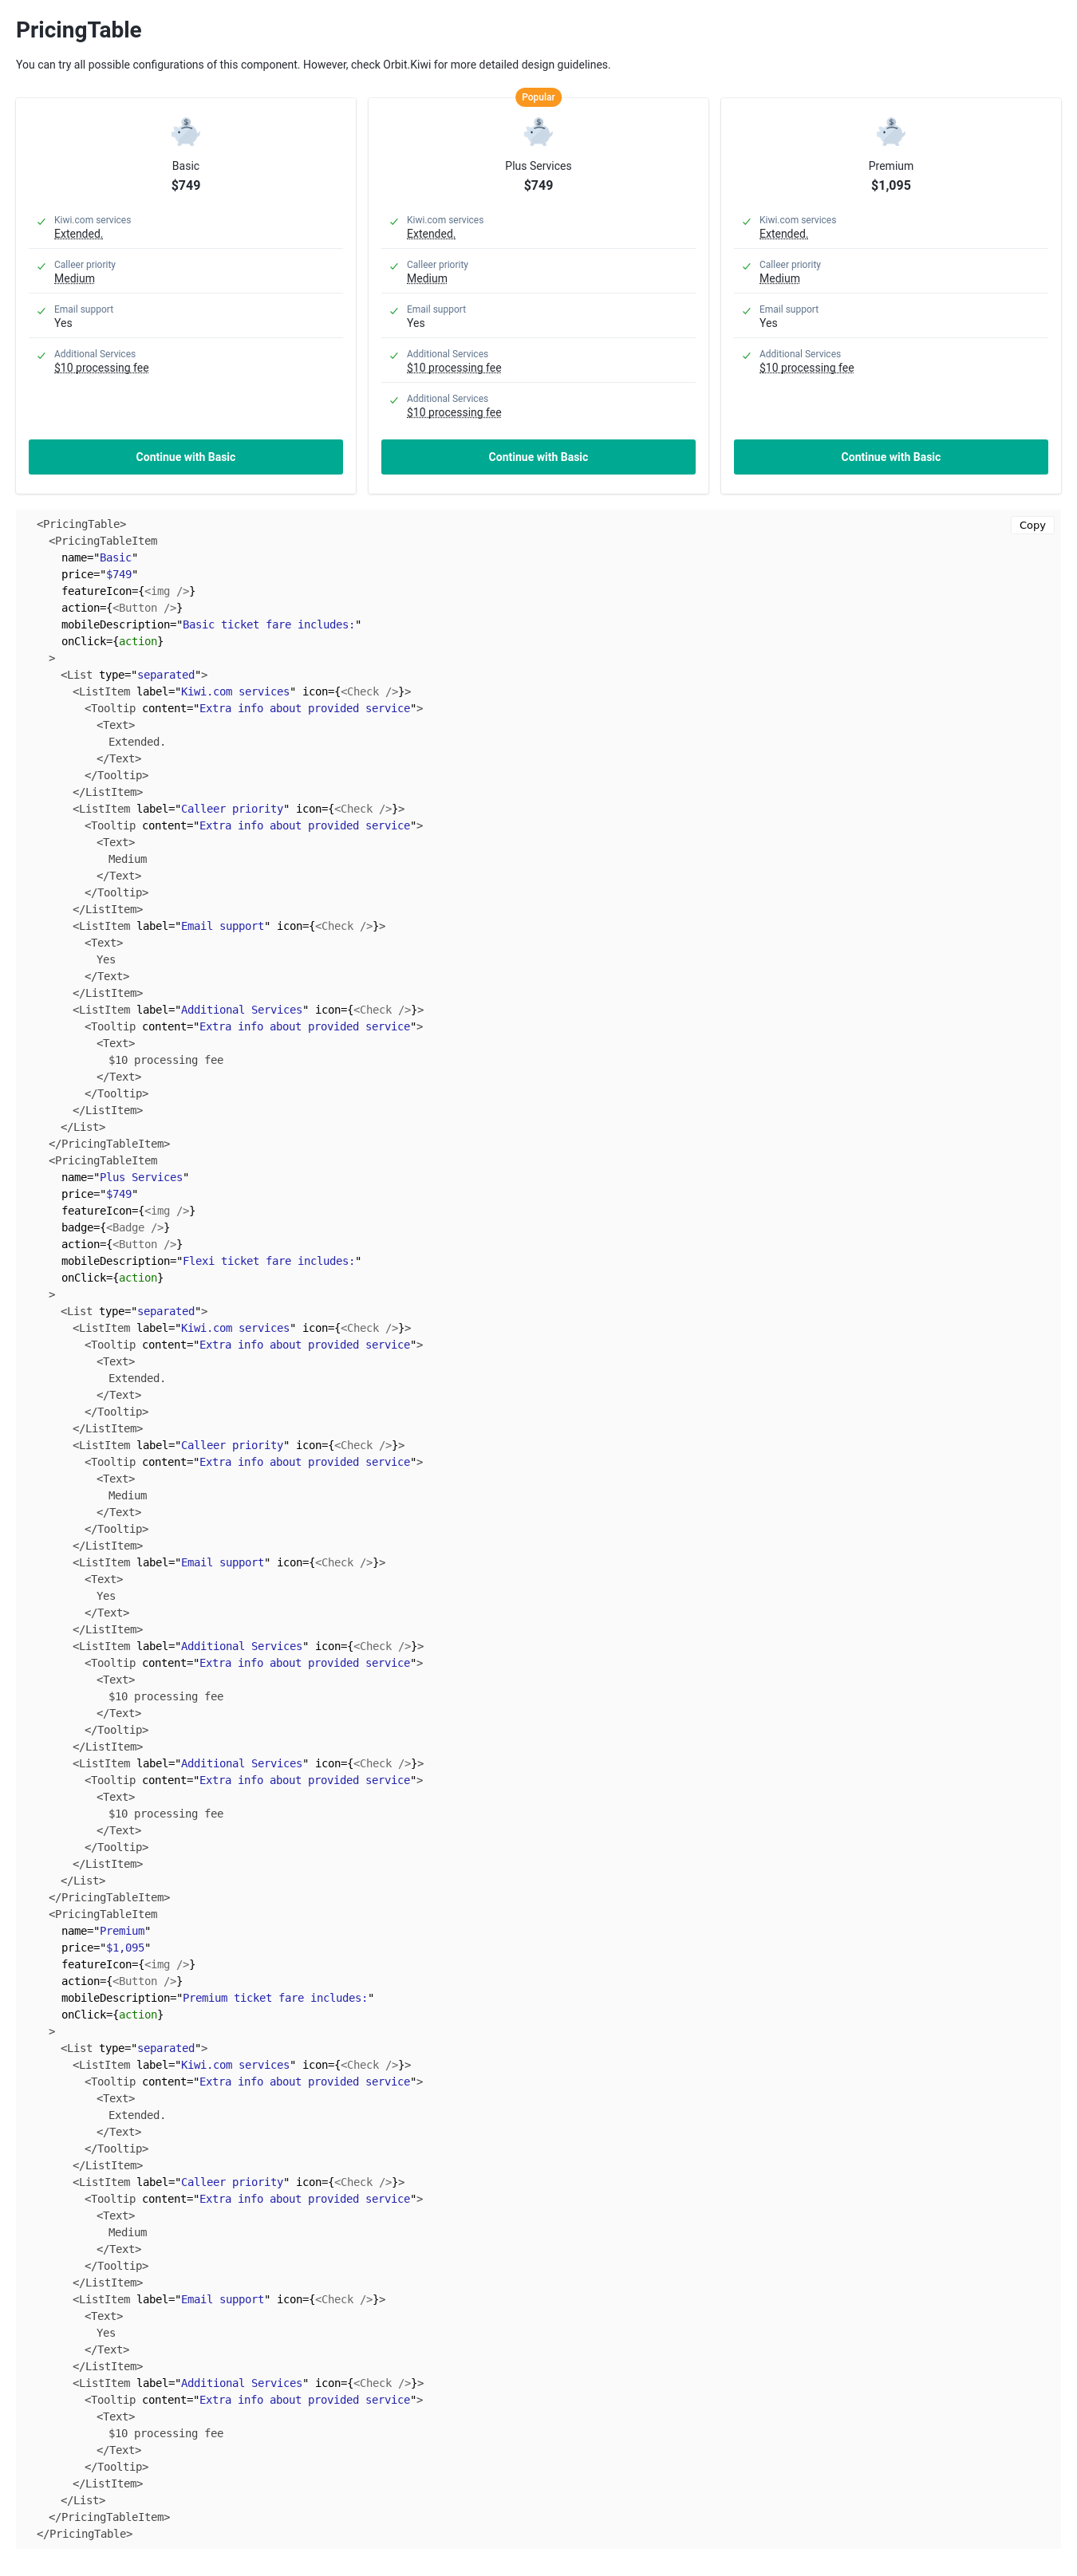 PricingTable
You can try all possible configurations of this component. However, check Orbit.Kiwi for more detailed design guidelines.
Basic
$749
Kiwi.com services
Extended.
Calleer priority
Medium
Email support
Yes
Additional Services
$10 processing fee
Continue with Basic
Popular
Plus Services
$749
Kiwi.com services
Extended.
Calleer priority
Medium
Email support
Yes
Additional Services
$10 processing fee
Additional Services
$10 processing fee
Continue with Basic
Premium
$1,095
Kiwi.com services
Extended.
Calleer priority
Medium
Email support
Yes
Additional Services
$10 processing fee
Continue with Basic
Copy
<PricingTable>
<PricingTableItem
name="Basic"
price="$749"
featureIcon={<img />}
action={<Button />}
mobileDescription="Basic ticket fare includes:"
onClick={action}
>
<List type="separated">
<ListItem label="Kiwi.com services" icon={<Check />}>
<Tooltip content="Extra info about provided service">
<Text>
Extended.
</Text>
</Tooltip>
</ListItem>
<ListItem label="Calleer priority" icon={<Check />}>
<Tooltip content="Extra info about provided service">
<Text>
Medium
</Text>
</Tooltip>
</ListItem>
<ListItem label="Email support" icon={<Check />}>
<Text>
Yes
</Text>
</ListItem>
<ListItem label="Additional Services" icon={<Check />}>
<Tooltip content="Extra info about provided service">
<Text>
$10 processing fee
</Text>
</Tooltip>
</ListItem>
</List>
</PricingTableItem>
<PricingTableItem
name="Plus Services"
price="$749"
featureIcon={<img />}
badge={<Badge />}
action={<Button />}
mobileDescription="Flexi ticket fare includes:"
onClick={action}
>
<List type="separated">
<ListItem label="Kiwi.com services" icon={<Check />}>
<Tooltip content="Extra info about provided service">
<Text>
Extended.
</Text>
</Tooltip>
</ListItem>
<ListItem label="Calleer priority" icon={<Check />}>
<Tooltip content="Extra info about provided service">
<Text>
Medium
</Text>
</Tooltip>
</ListItem>
<ListItem label="Email support" icon={<Check />}>
<Text>
Yes
</Text>
</ListItem>
<ListItem label="Additional Services" icon={<Check />}>
<Tooltip content="Extra info about provided service">
<Text>
$10 processing fee
</Text>
</Tooltip>
</ListItem>
<ListItem label="Additional Services" icon={<Check />}>
<Tooltip content="Extra info about provided service">
<Text>
$10 processing fee
</Text>
</Tooltip>
</ListItem>
</List>
</PricingTableItem>
<PricingTableItem
name="Premium"
price="$1,095"
featureIcon={<img />}
action={<Button />}
mobileDescription="Premium ticket fare includes:"
onClick={action}
>
<List type="separated">
<ListItem label="Kiwi.com services" icon={<Check />}>
<Tooltip content="Extra info about provided service">
<Text>
Extended.
</Text>
</Tooltip>
</ListItem>
<ListItem label="Calleer priority" icon={<Check />}>
<Tooltip content="Extra info about provided service">
<Text>
Medium
</Text>
</Tooltip>
</ListItem>
<ListItem label="Email support" icon={<Check />}>
<Text>
Yes
</Text>
</ListItem>
<ListItem label="Additional Services" icon={<Check />}>
<Tooltip content="Extra info about provided service">
<Text>
$10 processing fee
</Text>
</Tooltip>
</ListItem>
</List>
</PricingTableItem>
</PricingTable>